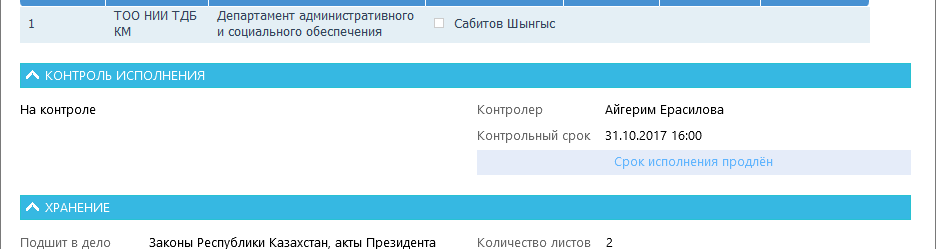 1 ТОО НИИ ТДБ Департамент административного Сабитов Шынгыс
КМ и социального обеспечения
КОНТРОЛЬ ИСПОЛНЕНИЯ
На контроле Контролер Айгерим Ерасилова
Контрольный срок 31.10.2017 16:00
Срок исполнения продлён
ХРАНЕНИЕ
Подшит в дело Законы Республики Казахстан, акты Президента Количество листов 2